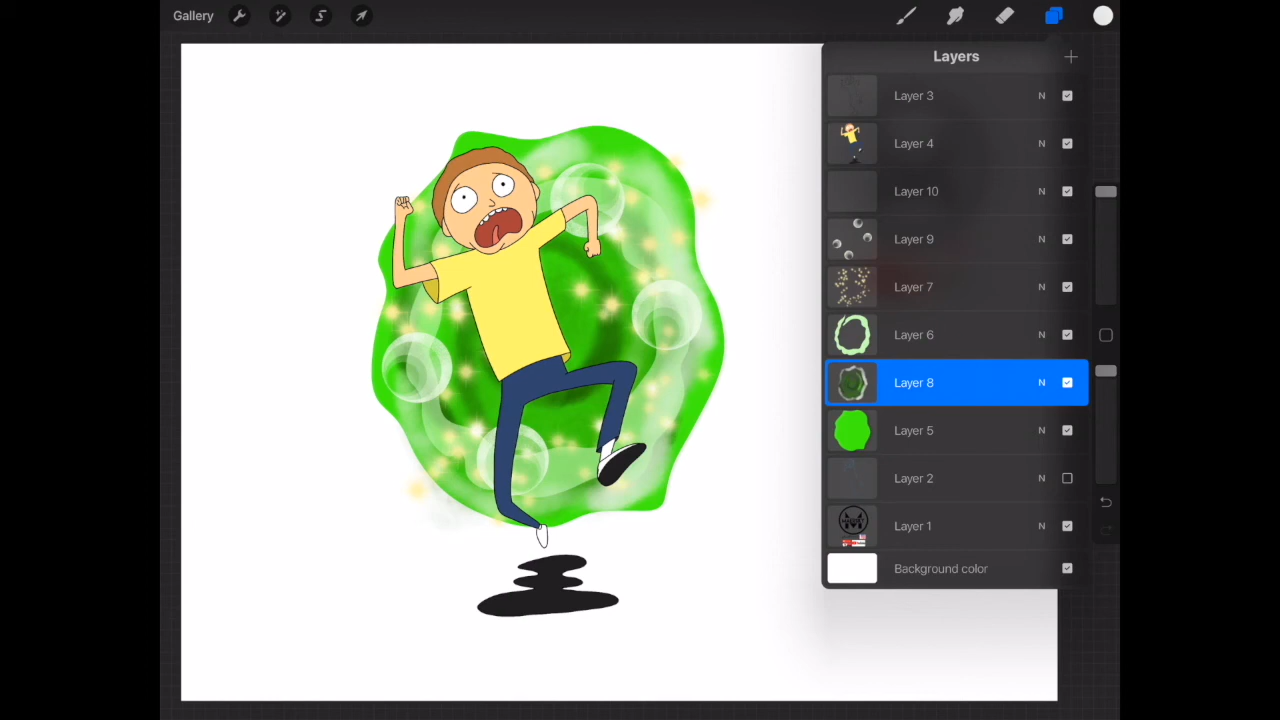 Gallery
Layers
Layer 3 N
Layer 4 N
Layer 10 N
Layer 9 N
Layer 7 N
Layer 6 N
Layer 8 N
Layer 5 N
Layer 2 N
Layer 1 N
Background color